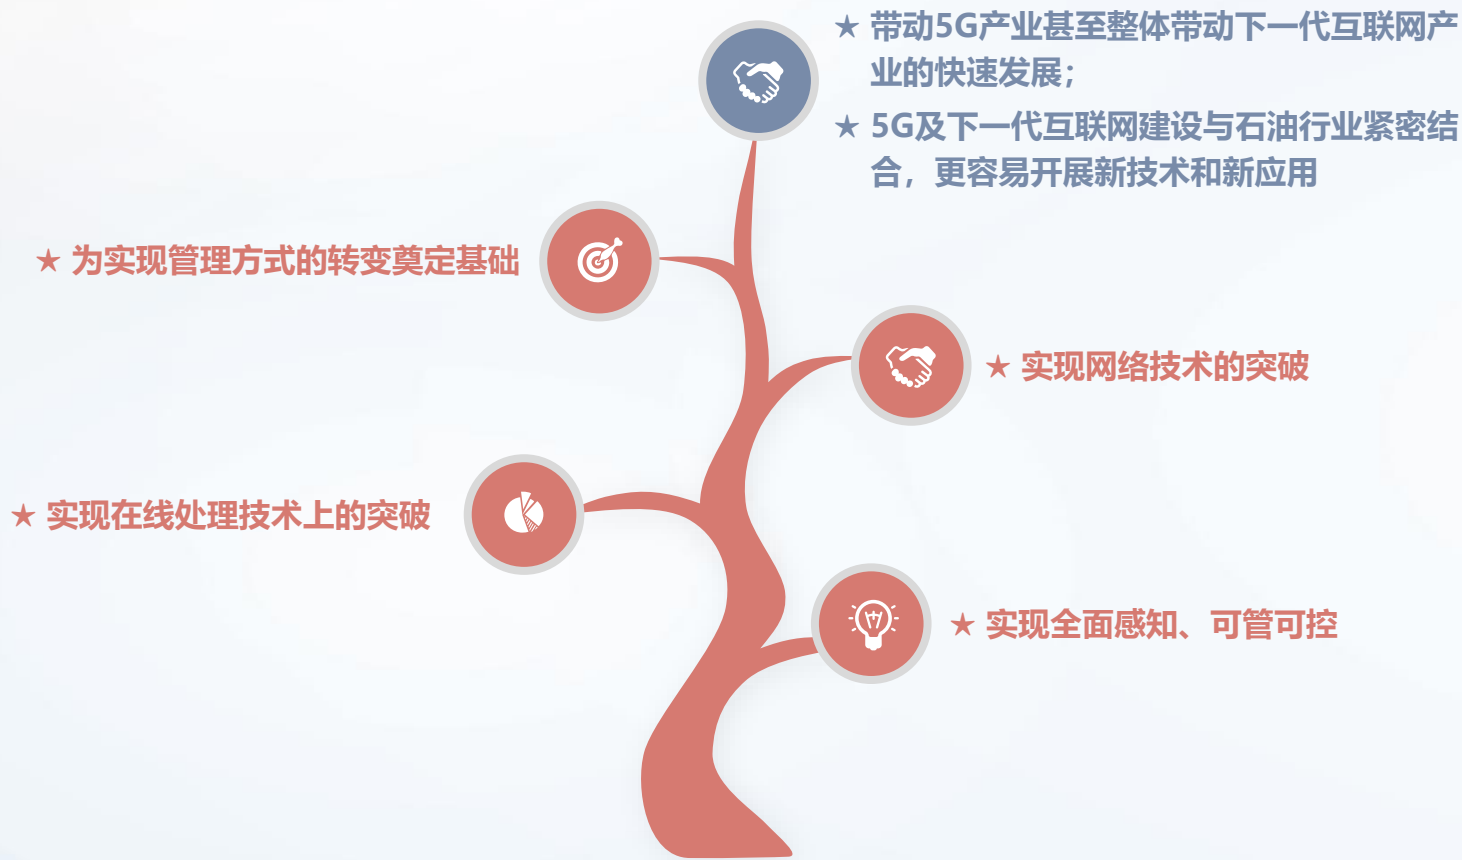 ★ 带动5G产业甚至整体带动下一代互联网产
业的快速发展；
★ 5G及下一代互联网建设与石油行业紧密结
合，更容易开展新技术和新应用
★ 为实现管理方式的转变奠定基础
★ 实现网络技术的突破
★ 实现在线处理技术上的突破
★ 实现全面感知、可管可控